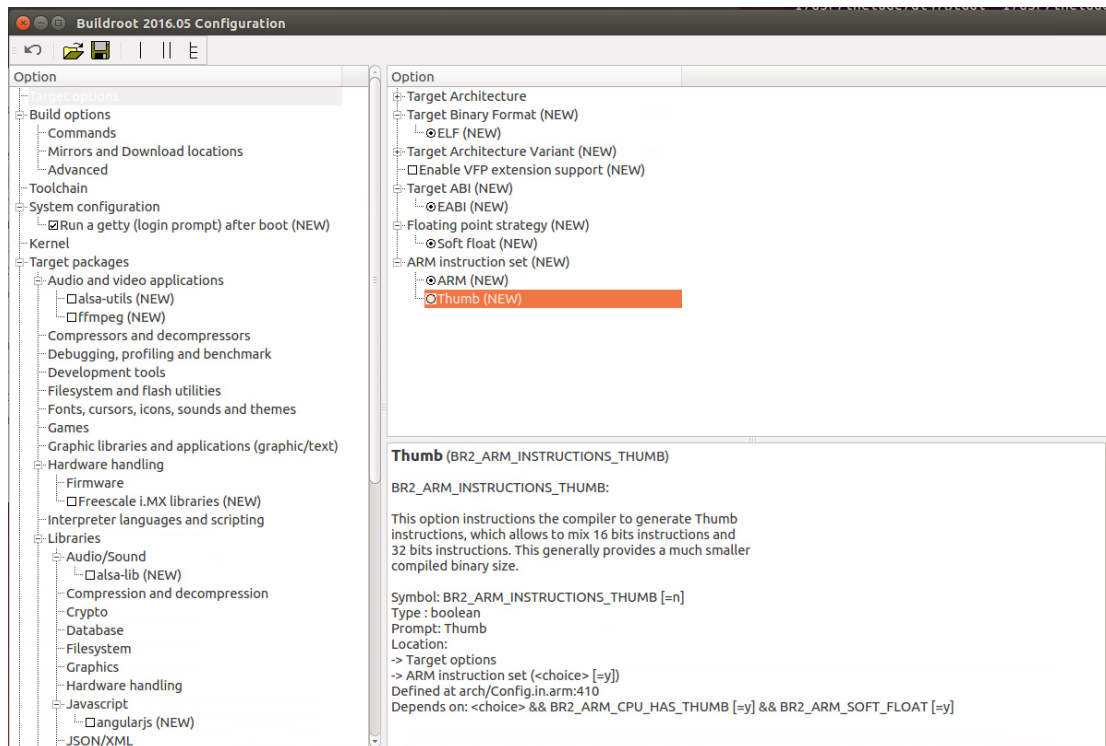 Buildroot 2016.05 Configuration
Option
Target options
Build options
Commands
Mirrors and Download locations
Advanced
Toolchain
System configuration
Run a getty (login prompt) after boot (NEW)
Kernel
Target packages
Audio and video applications
alsa-utils (NEW)
ffmpeg (NEW)
Compressors and decompressors
Debugging, profiling and benchmark
Development tools
Filesystem and flash utilities
Fonts, cursors, icons, sounds and themes
Games
Graphic libraries and applications (graphic/text)
Hardware handling
Firmware
Freescale i.MX libraries (NEW)
Interpreter languages and scripting
Libraries
Audio/Sound
alsa-lib (NEW)
Compression and decompression
Crypto
Database
Filesystem
Graphics
Hardware handling
Javascript
angularjs (NEW)
JSON/XML
Option
Target Architecture
Target Binary Format (NEW)
ELF (NEW)
Target Architecture Variant (NEW)
Enable VFP extension support (NEW)
Target ABI (NEW)
EABI (NEW)
Floating point strategy (NEW)
Soft float (NEW)
ARM instruction set (NEW)
ARM (NEW)
Thumb (NEW)
Thumb (BR2_ARM_INSTRUCTIONS_THUMB)
BR2_ARM_INSTRUCTIONS_THUMB:
This option instructs the compiler to generate Thumb
instructions, which allows to mix 16 bits instructions and
32 bits instructions. This generally provides a much smaller
compiled binary size.
Symbol: BR2_ARM_INSTRUCTIONS_THUMB [=n]
Type : boolean
Prompt: Thumb
Location:
-> Target options
-> ARM instruction set (<choice> [=y])
Defined at arch/Config.in.arm:410
Depends on: <choice> && BR2_ARM_CPU_HAS_THUMB [=y] && BR2_ARM_SOFT_FLOAT [=y]